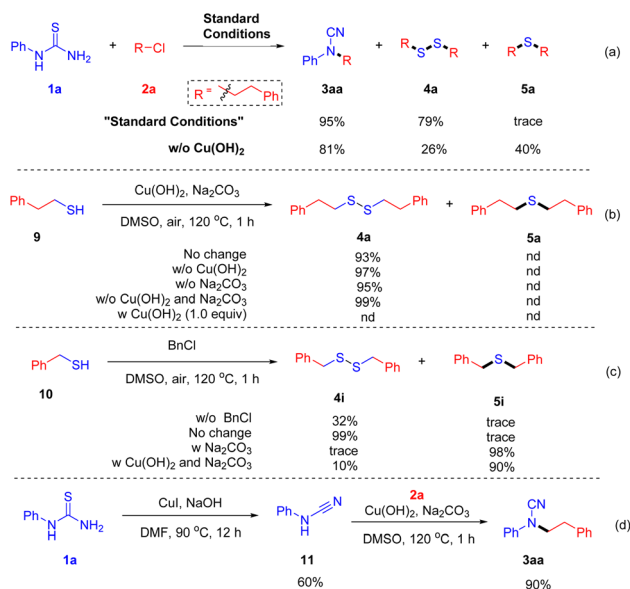 Ph N H S NH2 + R−Cl Standard Conditions CN N Ph R + R S S R + R S R (a)
1a 2a R = Ph 3aa 4a 5a
"Standard Conditions" 95% 79% trace
w/o Cu(OH)2 81% 26% 40%
Ph SH Cu(OH)2, Na2CO3 DMSO, air, 120 °C, 1 h Ph S S Ph + Ph S Ph (b)
9 4a 5a
No change 93% nd
w/o Cu(OH)2 97% nd
w/o Na2CO3 95% nd
w/o Cu(OH)2 and Na2CO3 99% nd
w Cu(OH)2 (1.0 equiv) nd nd
Ph SH BnCl DMSO, air, 120 °C, 1 h Ph S S Ph + Ph S Ph (c)
10 4i 5i
w/o BnCl 32% trace
No change 99% trace
w Na2CO3 trace 98%
w Cu(OH)2 and Na2CO3 10% 90%
Ph N H S NH2 CuI, NaOH DMF, 90 °C, 12 h Ph N H N 2a Cu(OH)2, Na2CO3 DMSO, 120 °C, 1 h CN Ph N Ph (d)
1a 11 3aa
60% 90%